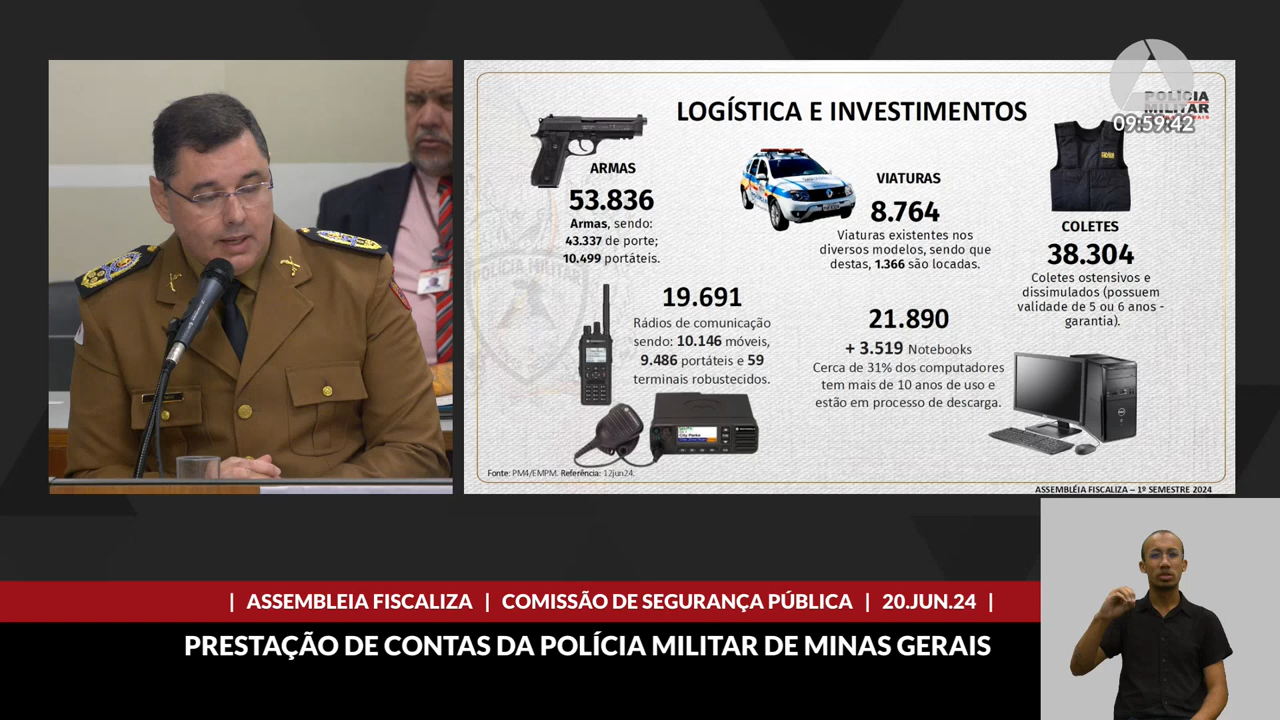 LOGÍSTICA E INVESTIMENTOS
POLÍCIA
MILITAR
09:59:42
ARMAS
53.836
Armas, sendo:
43.337 de porte;
10.499 portáteis.
VIATURAS
8.764
Viaturas existentes nos
diversos modelos, sendo que
destas, 1.366 são locadas.
COLETES
38.304
Coletes ostensivos e
dissimulados (possuem
validade de 5 ou 6 anos -
garantia).
POLÍCIA MILITAR
19.691
Rádios de comunicação
sendo: 10.146 móveis,
9.486 portáteis e 59
terminais robustecidos.
21.890
+ 3.519 Notebooks
Cerca de 31% dos computadores
tem mais de 10 anos de uso e
estão em processo de descarga.
Fonte: PM4/EMPM. Referência: 12jun24.
ASSEMBLÉIA FISCALIZA – 1º SEMESTRE 2024
| ASSEMBLEIA FISCALIZA | COMISSÃO DE SEGURANÇA PÚBLICA | 20.JUN.24 |
PRESTAÇÃO DE CONTAS DA POLÍCIA MILITAR DE MINAS GERAIS